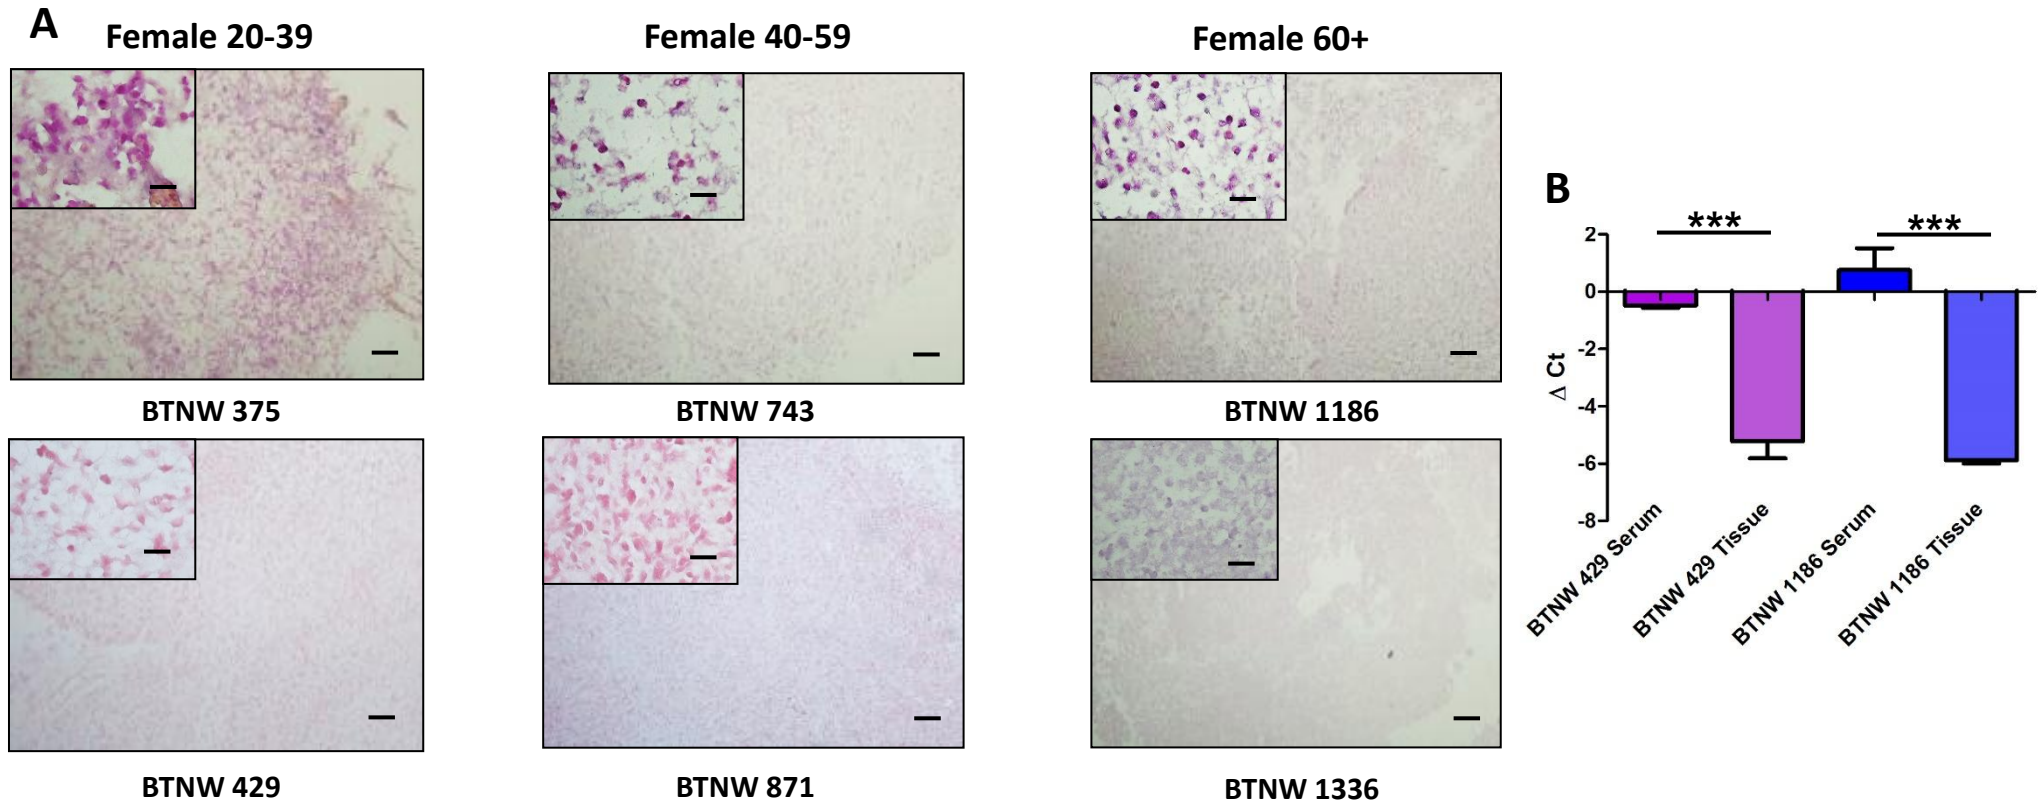 A
Female 20-39
Female 40-59
Female 60+
BTNW 375
BTNW 743
BTNW 1186
BTNW 429
BTNW 871
BTNW 1336
B
***
***
2
0
-2
-4
-6
-8
Δ Ct
BTNW 429 Serum
BTNW 429 Tissue
BTNW 1186 Serum
BTNW 1186 Tissue